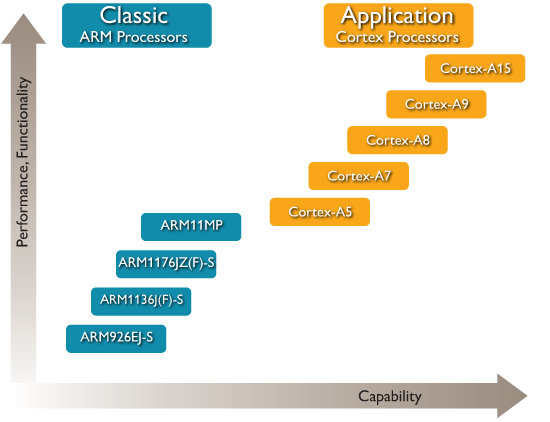 Classic
ARM Processors
Application
Cortex Processors
Cortex-A15
Cortex-A9
Cortex-A8
Cortex-A7
Cortex-A5
ARM11MP
ARM1176JZ(F)-S
ARM1136J(F)-S
ARM926EJ-S
Performance, Functionality
Capability